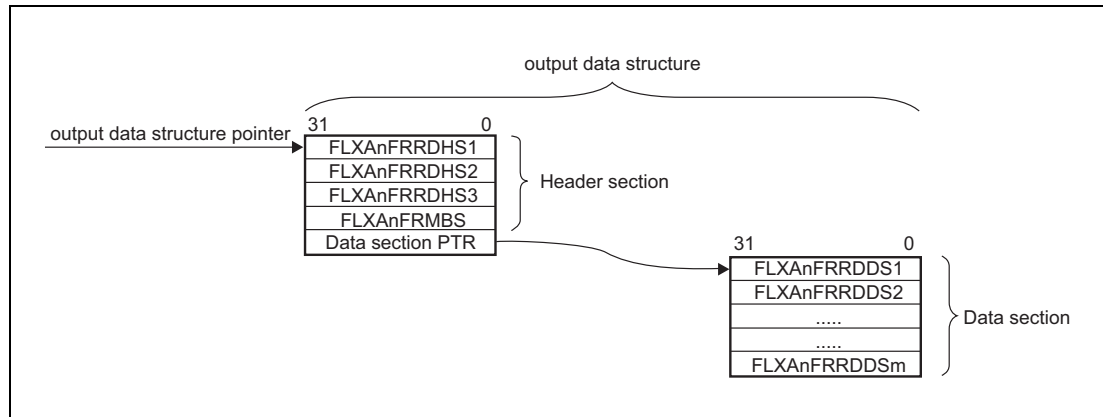 output data structure
output data structure pointer
31 0
FLXAnFRRDHS1
FLXAnFRRDHS2
FLXAnFRRDHS3
FLXAnFRMBS
Data section PTR
Header section
31 0
FLXAnFRRDDS1
FLXAnFRRDDS2
.....
.....
FLXAnFRRDDSm
Data section